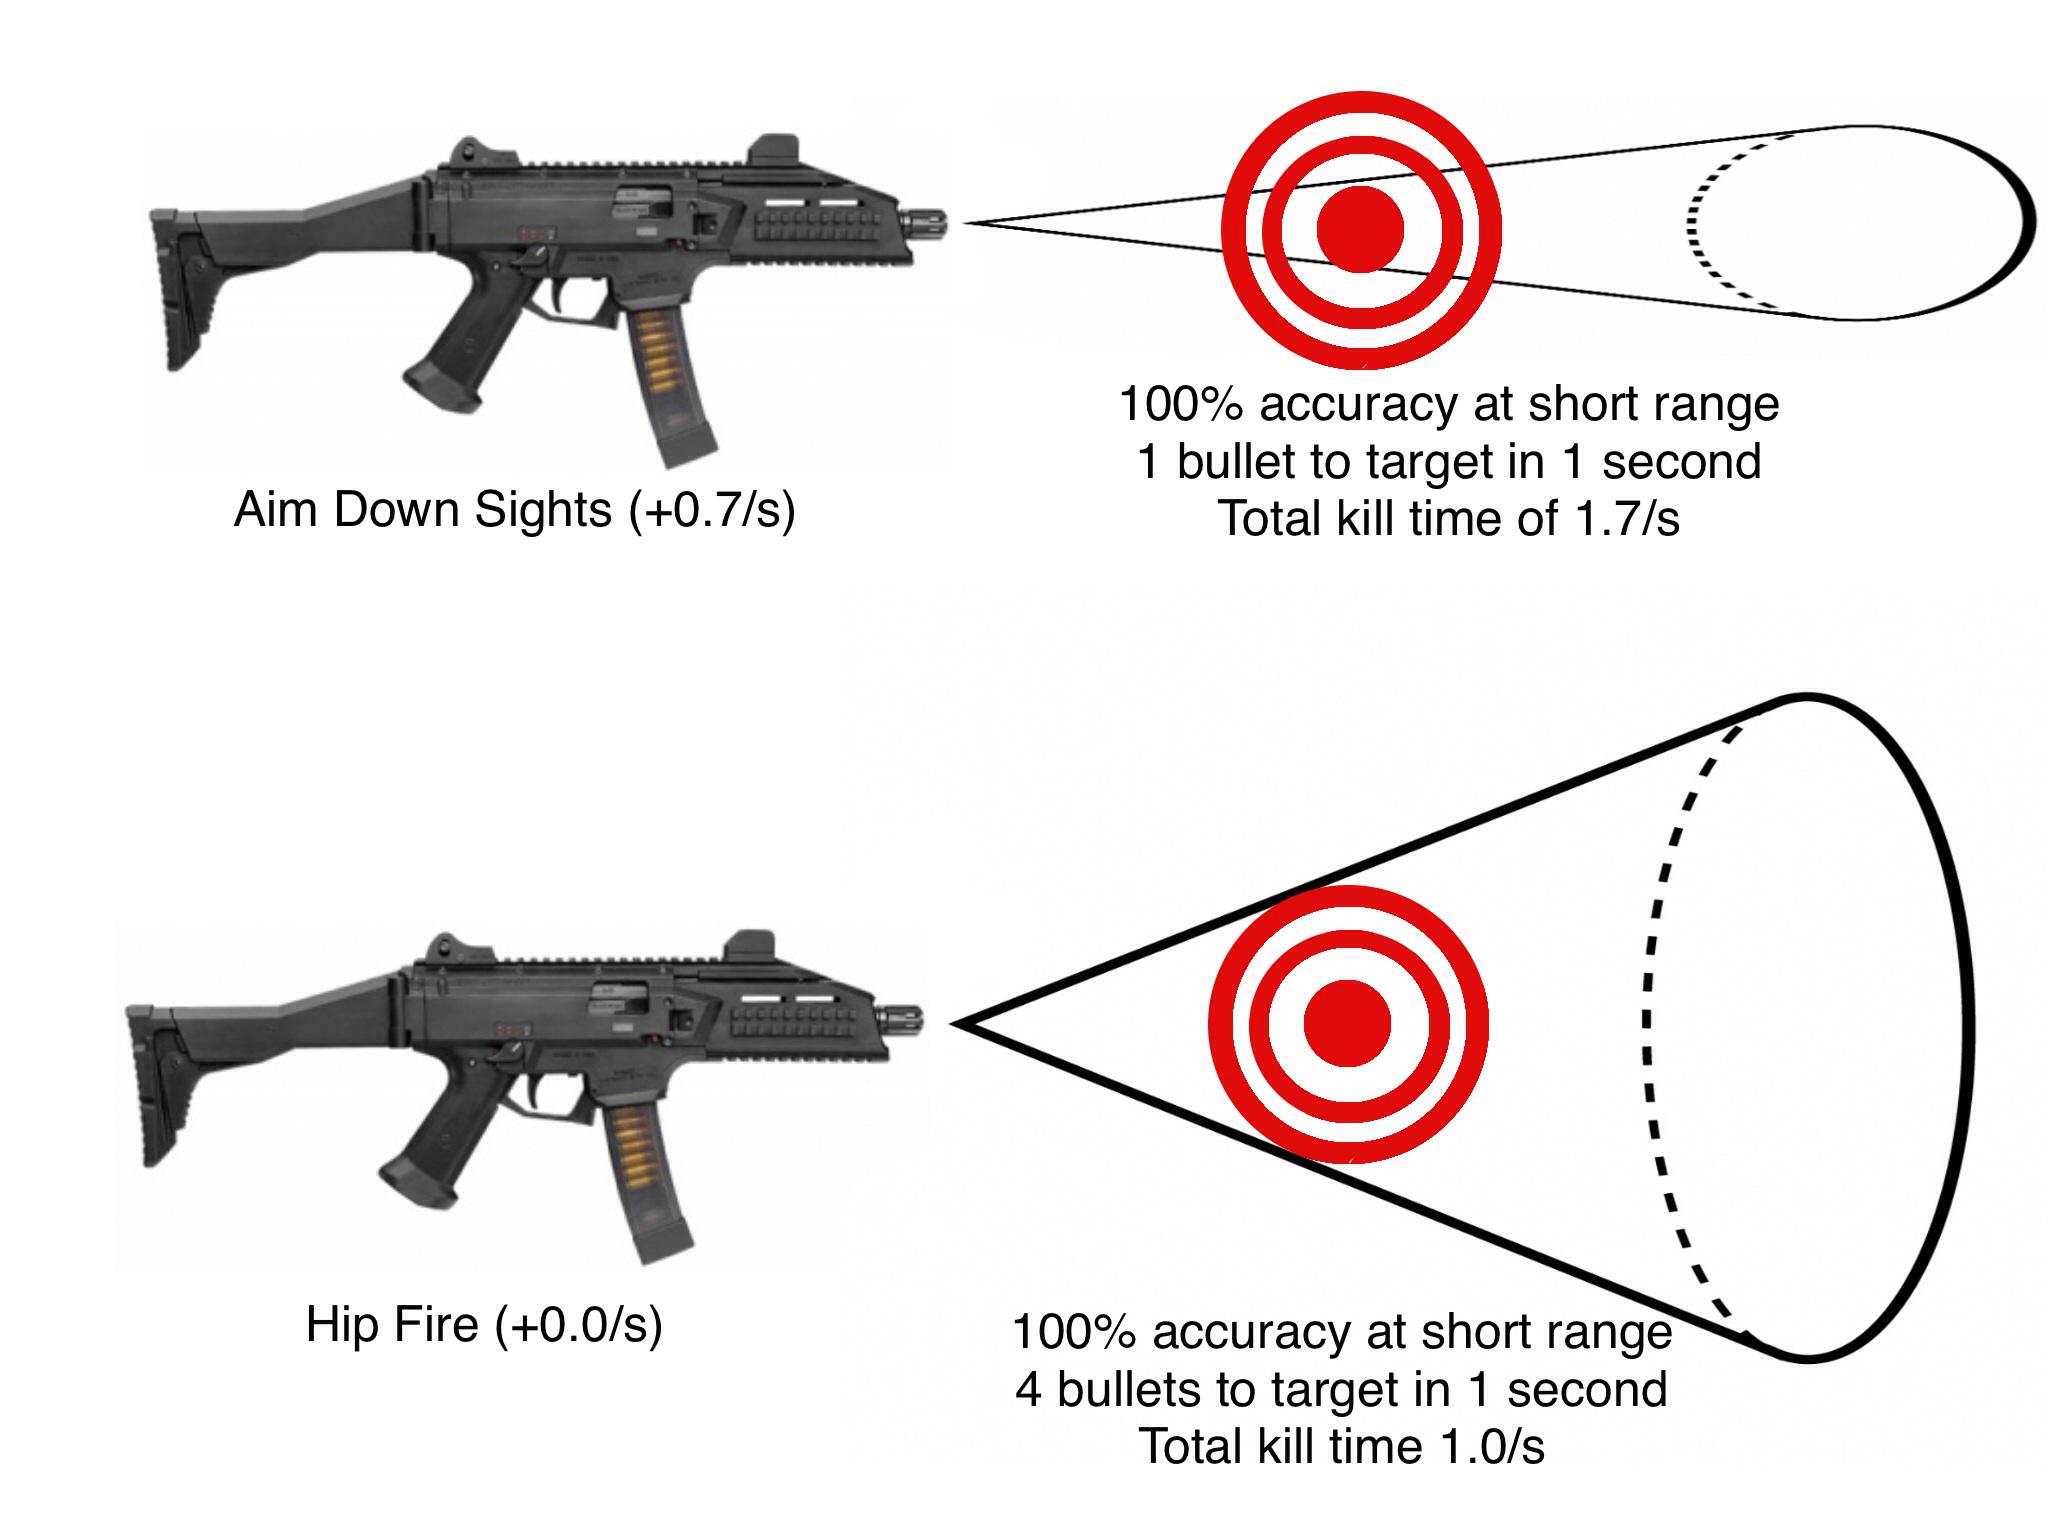 Aim Down Sights (+0.7/s)
100% accuracy at short range
1 bullet to target in 1 second
Total kill time of 1.7/s
Hip Fire (+0.0/s)
100% accuracy at short range
4 bullets to target in 1 second
Total kill time 1.0/s